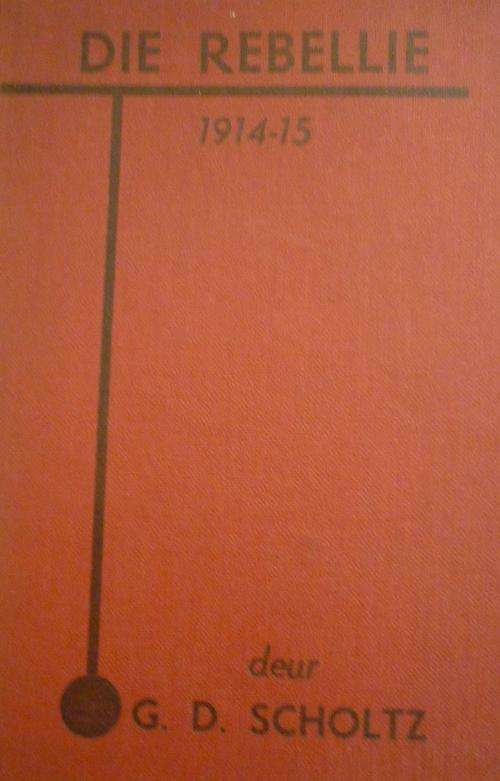 DIE REBELLIE
1914-15
deur
G. D. SCHOLTZ